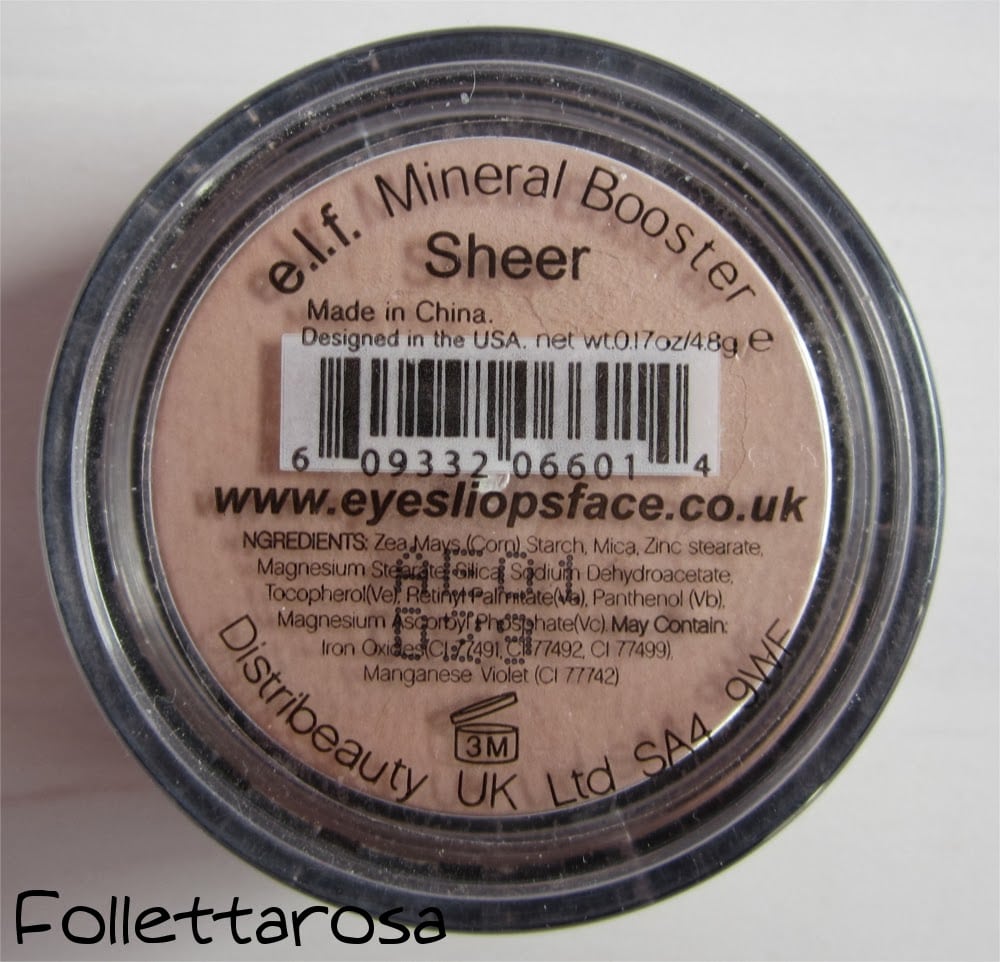 e.l.f. Mineral Booster
Sheer
Made in China.
Designed in the USA. net wt.0.17oz/4.8g e
6 09332 06601 4
www.eyesliopsface.co.uk
NGREDIENTS: Zea Mays (Corn) Starch, Mica, Zinc stearate,
Magnesium Stearate, Silica, Sodium Dehydroacetate,
Tocopherol(Ve), Retinyl Palmitate(Va), Panthenol (Vb),
Magnesium Ascorbyl Phosphate(Vc). May Contain:
Iron Oxides(CI 77491, CI 77492, CI 77499),
Manganese Violet (CI 77742)
3M
Distribeauty UK Ltd SA4
Follettarosa